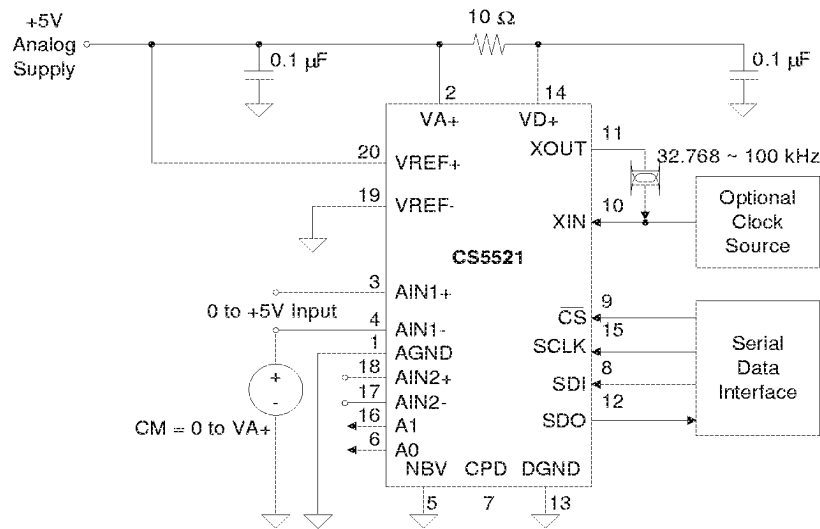 +5V
Analog
Supply
10 Ω
0.1 µF
0.1 µF
2
14
VA+
VD+
11
XOUT
20
VREF+
32.768 ~ 100 kHz
19
VREF-
10
XIN
Optional
Clock
Source
CS5521
3
AIN1+
0 to +5V Input
4
AIN1-
1
AGND
18
AIN2+
17
AIN2-
16
A1
6
A0
+
-
CM = 0 to VA+
9
CS
15
SCLK
8
SDI
12
SDO
Serial
Data
Interface
NBV CPD DGND
5 7 13